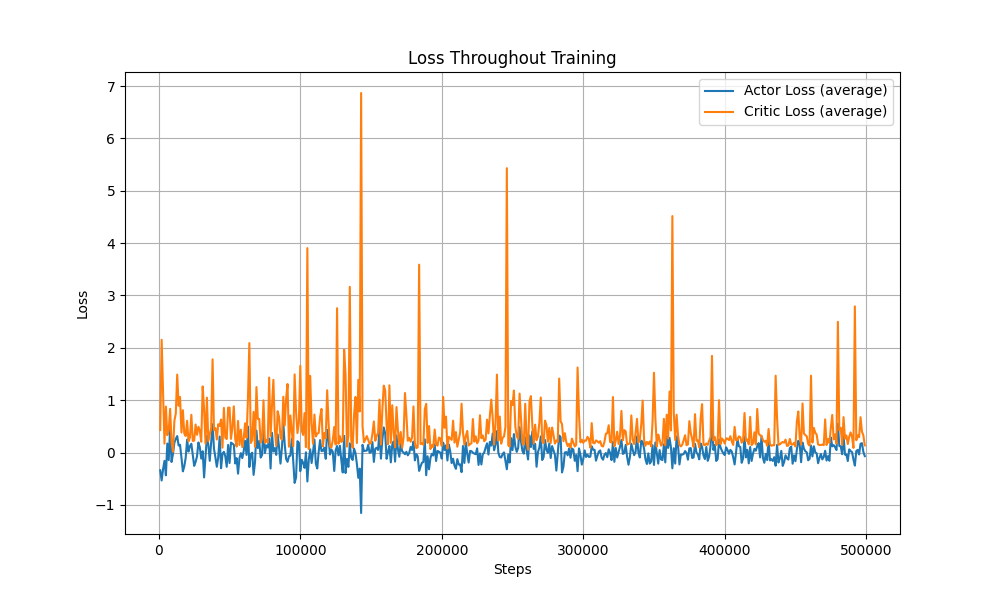 Loss Throughout Training
Actor Loss (average)
Critic Loss (average)
Loss
7
6
5
4
3
2
1
0
−1
0 100000 200000 300000 400000 500000
Steps